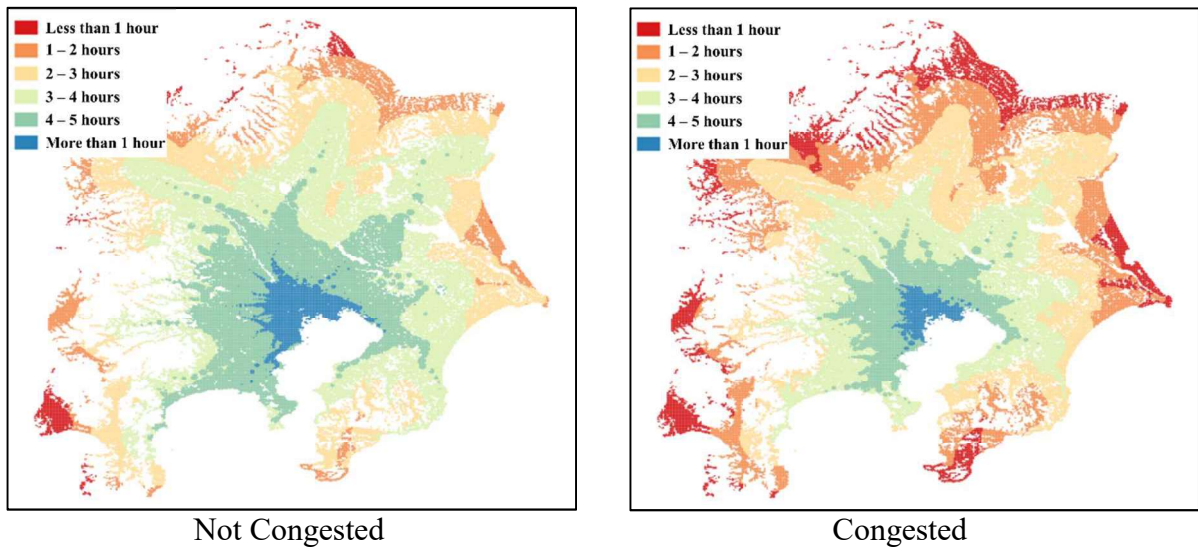 Less than 1 hour
1 – 2 hours
2 – 3 hours
3 – 4 hours
4 – 5 hours
More than 1 hour
Not Congested
Less than 1 hour
1 – 2 hours
2 – 3 hours
3 – 4 hours
4 – 5 hours
More than 1 hour
Congested